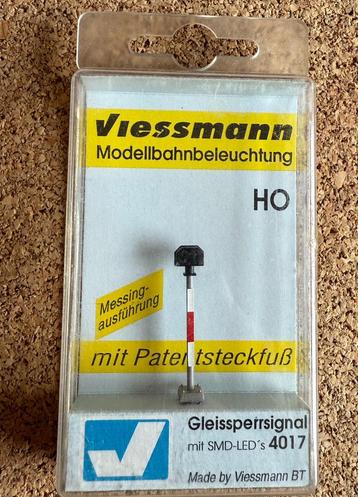 Viessmann
Modellbahnbeleuchtung
HO
Messing-
ausführung
mit Patentsteckfuß
Gleissperrsignal
mit SMD-LED's 4017
Made by Viessmann BT